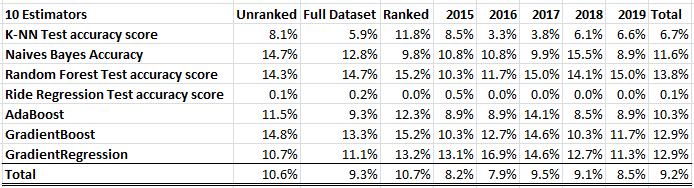 10 Estimators Unranked Full Dataset Ranked 2015 2016 2017 2018 2019 Total
K-NN Test accuracy score 8.1% 5.9% 11.8% 8.5% 3.3% 3.8% 6.1% 6.6% 6.7%
Naives Bayes Accuracy 14.7% 12.8% 9.8% 10.8% 10.8% 9.9% 15.5% 8.9% 11.6%
Random Forest Test accuracy score 14.3% 14.7% 15.2% 10.3% 11.7% 15.0% 14.1% 15.0% 13.8%
Ride Regression Test accuracy score 0.1% 0.2% 0.0% 0.5% 0.0% 0.0% 0.0% 0.0% 0.1%
AdaBoost 11.5% 9.3% 12.3% 8.9% 8.9% 14.1% 8.5% 8.9% 10.3%
GradientBoost 14.8% 13.3% 15.2% 10.3% 12.7% 14.6% 10.3% 11.7% 12.9%
GradientRegression 10.7% 11.1% 13.2% 13.1% 16.9% 14.6% 12.7% 11.3% 12.9%
Total 10.6% 9.3% 10.7% 8.2% 7.9% 9.5% 9.1% 8.5% 9.2%